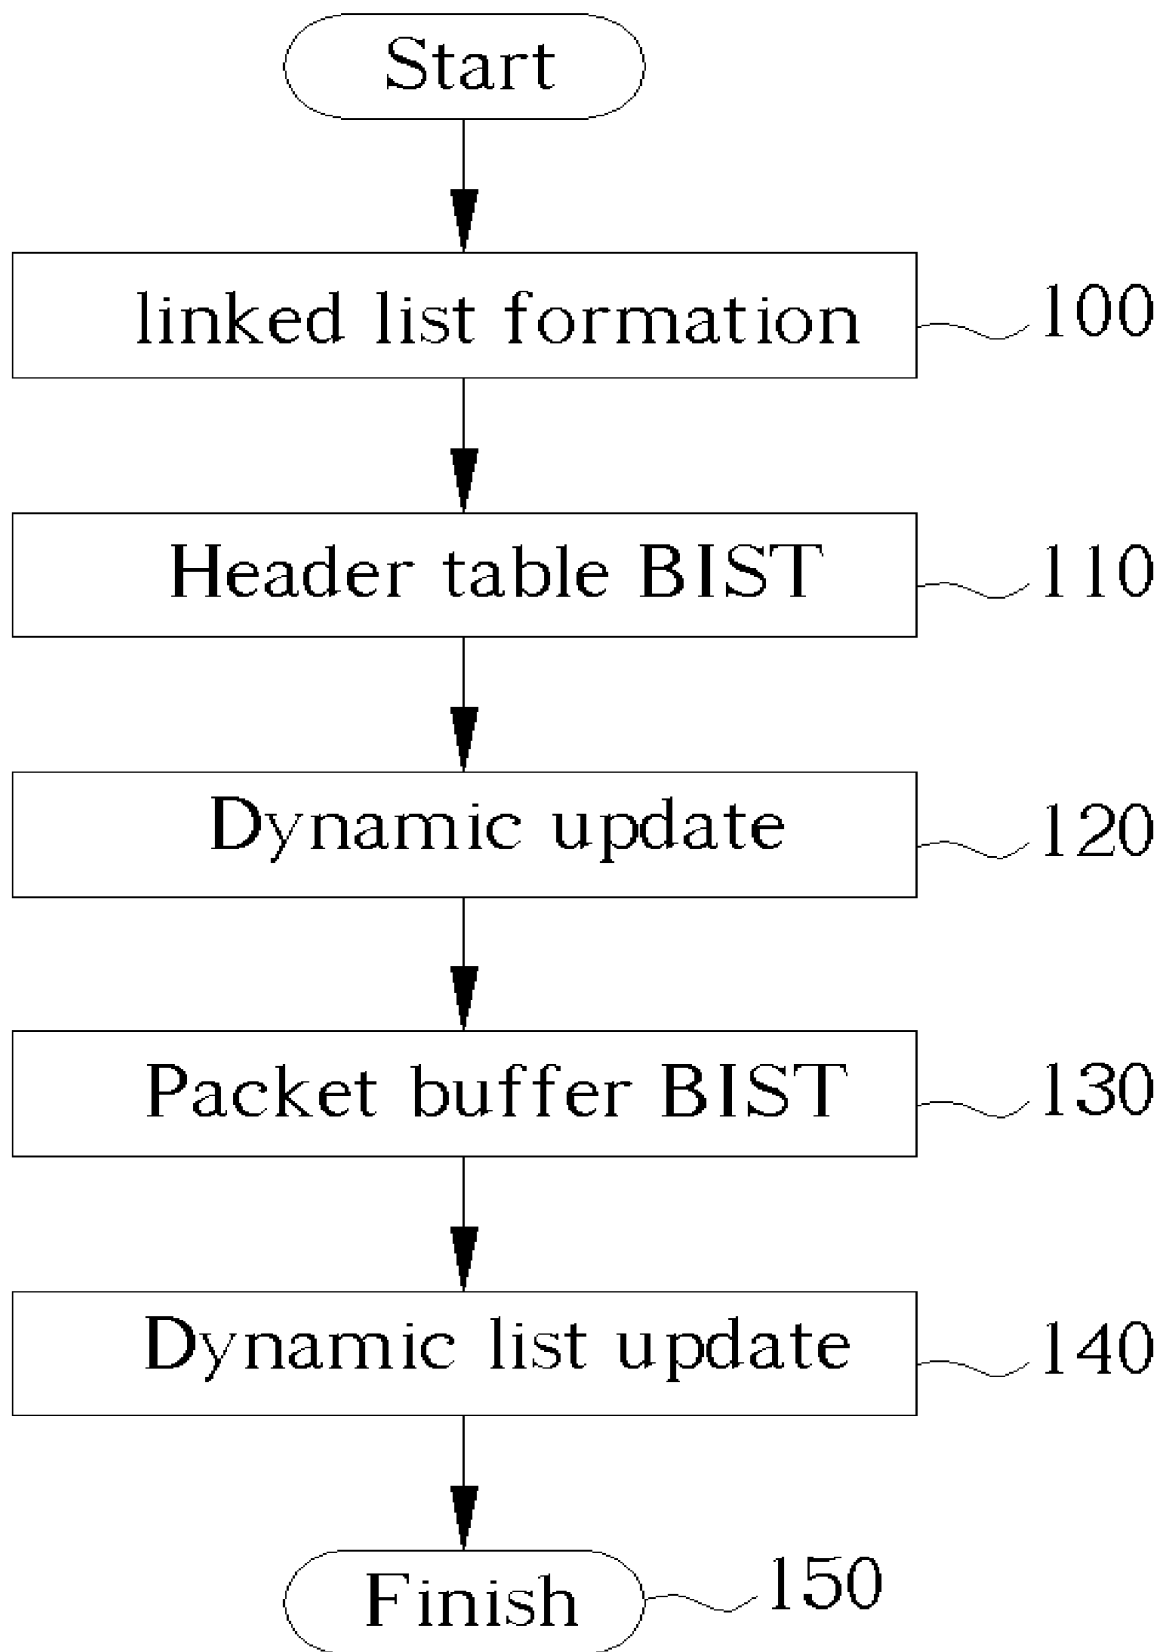 Start
linked list formation 100
Header table BIST 110
Dynamic update 120
Packet buffer BIST 130
Dynamic list update 140
Finish 150